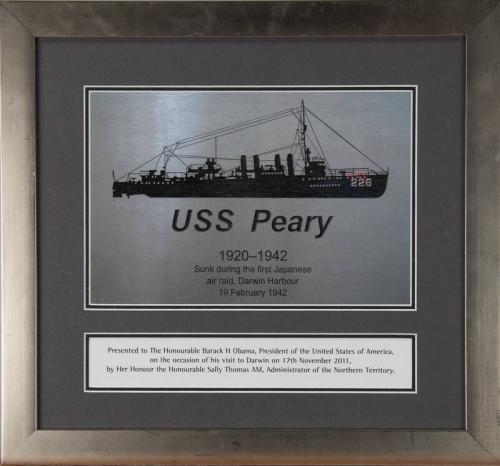 226
USS Peary
1920–1942
Sunk during the first Japanese
air raid, Darwin Harbour
19 February 1942
Presented to The Honourable Barack H Obama, President of the United States of America,
on the occasion of his visit to Darwin on 17th November 2011,
by Her Honour the Honourable Sally Thomas AM, Administrator of the Northern Territory.